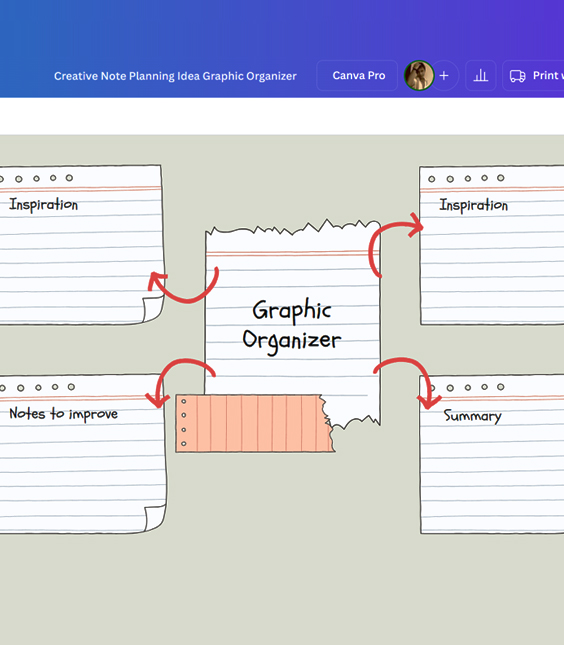 Creative Note Planning Idea Graphic Organizer
Canva Pro
+
Print
Inspiration
Inspiration
Graphic
Organizer
Notes to improve
Summary